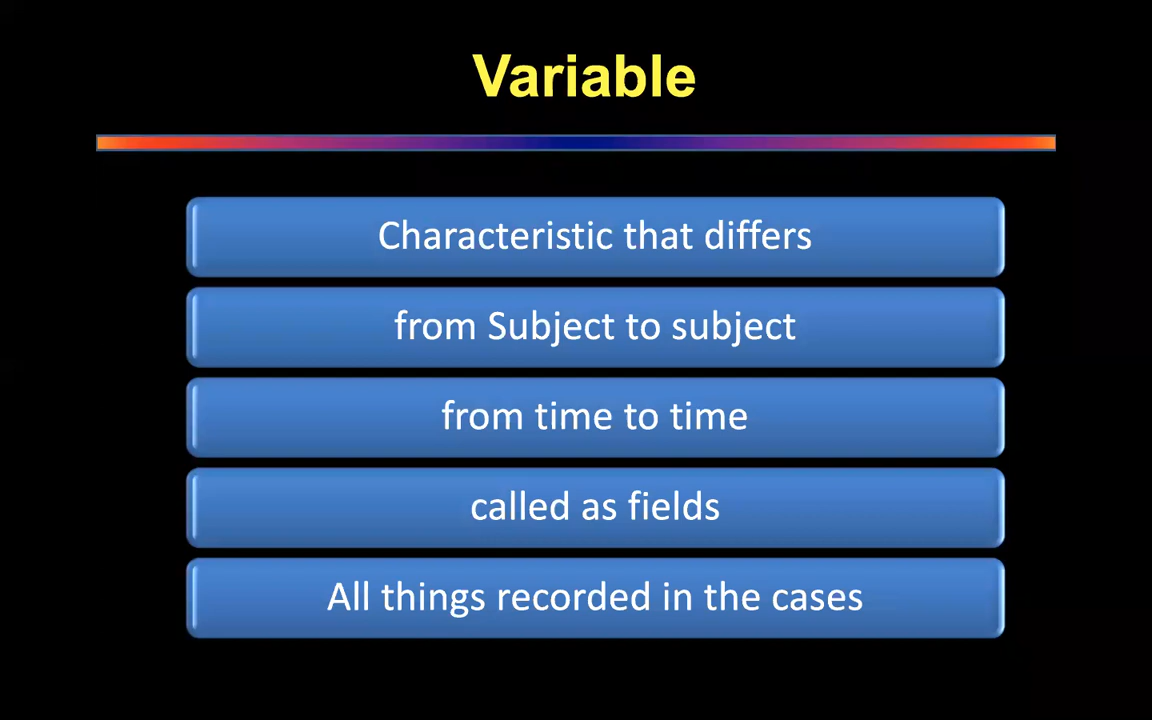 Variable
Characteristic that differs
from Subject to subject
from time to time
called as fields
All things recorded in the cases